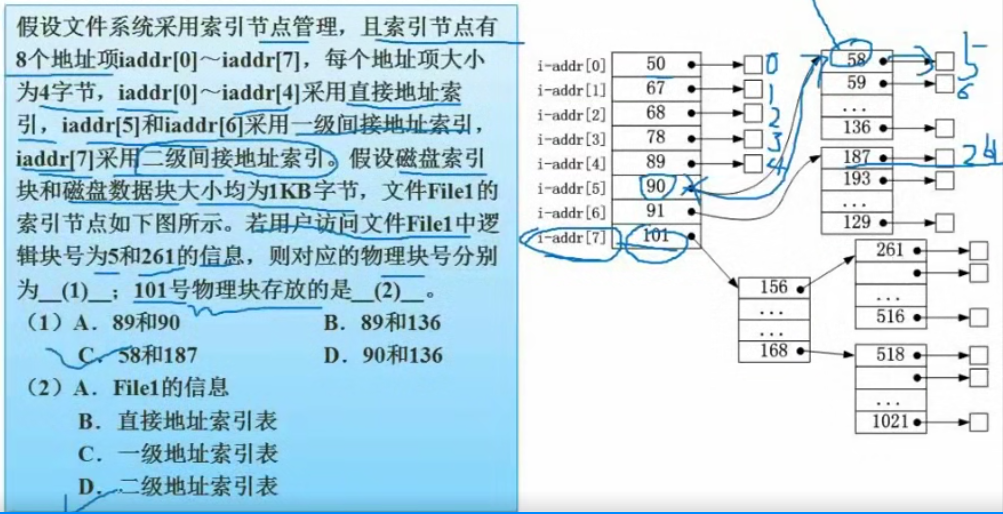 假设文件系统采用索引节点管理，且索引节点有
8个地址项iaddr[0]～iaddr[7]，每个地址项大小
为4字节，iaddr[0]～iaddr[4]采用直接地址索
引，iaddr[5]和iaddr[6]采用一级间接地址索引，
iaddr[7]采用二级间接地址索引。假设磁盘索引
块和磁盘数据块大小均为1KB字节，文件File1的
索引节点如下图所示。若用户访问文件File1中逻
辑块号为5和261的信息，则对应的物理块号分别
为__(1)__；101号物理块存放的是__(2)__。
（1）A．89和90 B．89和136
C．58和187 D．90和136
（2）A．File1的信息
B．直接地址索引表
C．一级地址索引表
D．二级地址索引表
i-addr[0] 50 0
i-addr[1] 67 1
i-addr[2] 68 2
i-addr[3] 78 3
i-addr[4] 89 4
i-addr[5] 90
i-addr[6] 91
i-addr[7] 101
58 5
59 6
...
136
187
193
...
129
156
...
...
168
261
...
516
518
...
1021